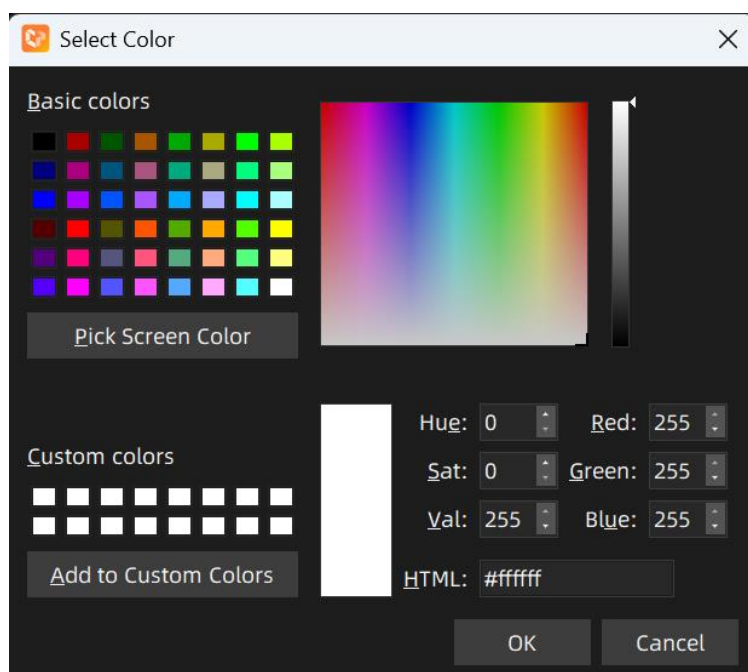 Select Color
Basic colors
Pick Screen Color
Custom colors
Add to Custom Colors
Hue: 0 Red: 255
Sat: 0 Green: 255
Val: 255 Blue: 255
HTML: #ffffff
OK Cancel